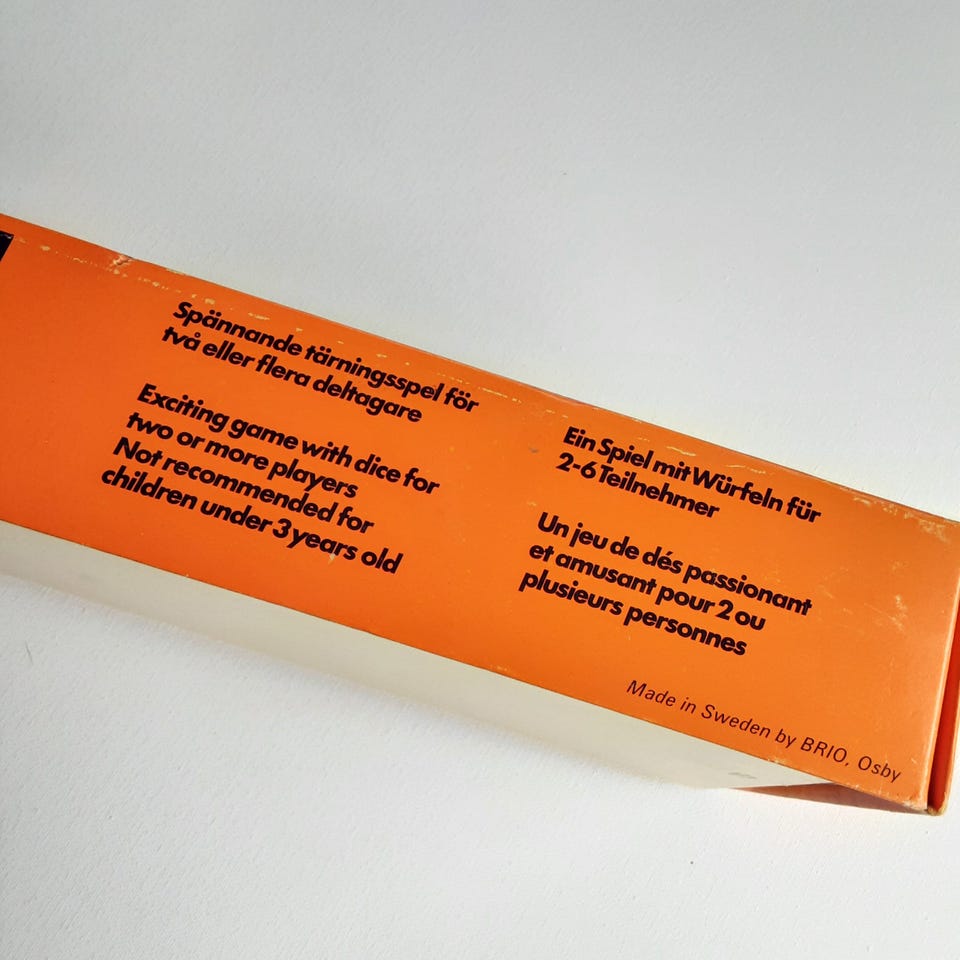 Spännande tärningsspel för
två eller flera deltagare
Exciting game with dice for
two or more players
Not recommended for
children under 3 years old
Ein Spiel mit Würfeln für
2-6 Teilnehmer
Un jeu de dés passionant
et amusant pour 2 ou
plusieurs personnes
Made in Sweden by BRIO, Osby